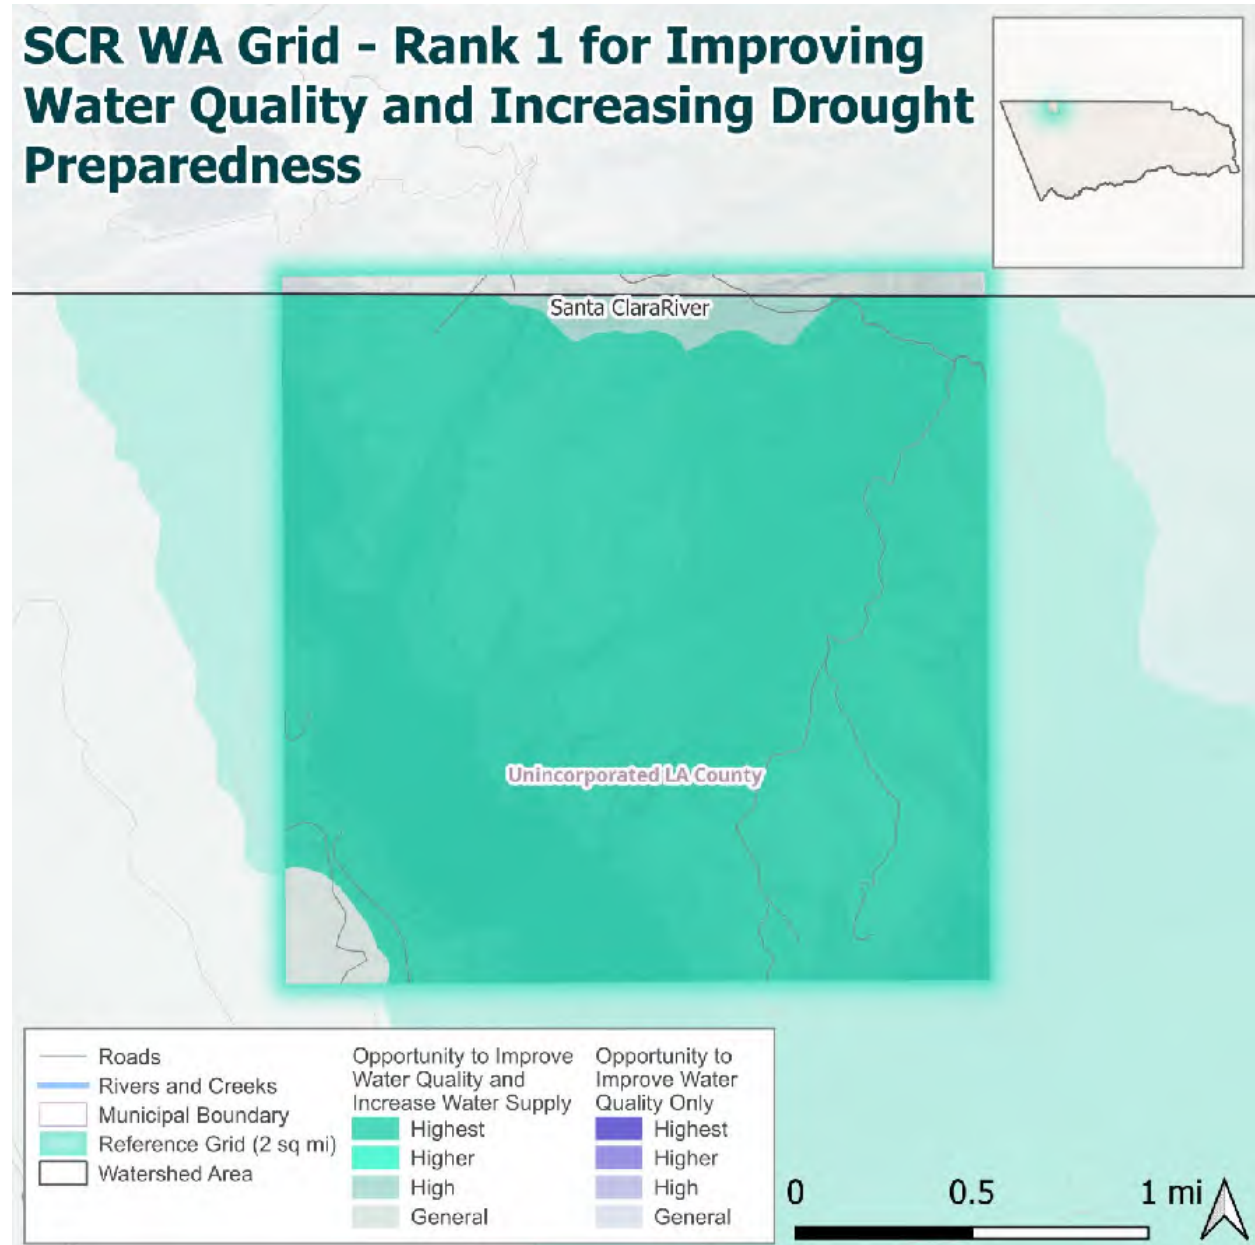 SCR WA Grid - Rank 1 for Improving
Water Quality and Increasing Drought
Preparedness
Santa ClaraRiver
Unincorporated LA County
Roads
Rivers and Creeks
Municipal Boundary
Reference Grid (2 sq mi)
Watershed Area
Opportunity to Improve
Water Quality and
Increase Water Supply
Highest
Higher
High
General
Opportunity to
Improve Water
Quality Only
Highest
Higher
High
General
0 0.5 1 mi